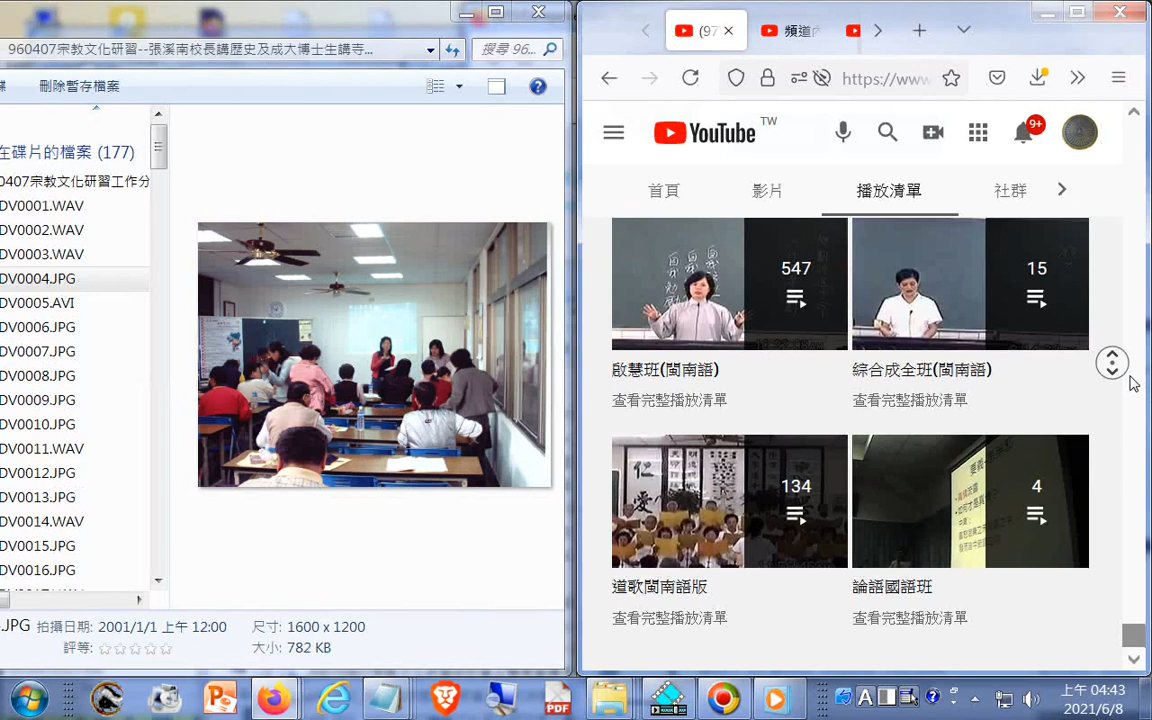 960407宗教文化研習--張溪南校長講歷史及成大博士生講寺...
搜尋 96...
刪除暫存檔案
在碟片的檔案 (177)
0407宗教文化研習工作分
DV0001.WAV
DV0002.WAV
DV0003.WAV
DV0004.JPG
DV0005.AVI
DV0006.JPG
DV0007.JPG
DV0008.JPG
DV0009.JPG
DV0010.JPG
DV0011.WAV
DV0012.JPG
DV0013.JPG
DV0014.WAV
DV0015.JPG
DV0016.JPG
.JPG 拍攝日期: 2001/1/1 上午 12:00 尺寸: 1600 x 1200
評等: ☆☆☆☆☆ 大小: 782 KB
(97
頻道內
https://www
YouTube TW
9+
首頁 影片 播放清單 社群
547
15
啟慧班(閩南語) 綜合成全班(閩南語)
查看完整播放清單 查看完整播放清單
134
4
仁
愛
道歌閩南語版 論語國語班
查看完整播放清單 查看完整播放清單
PDF
A
上午 04:43
2021/6/8